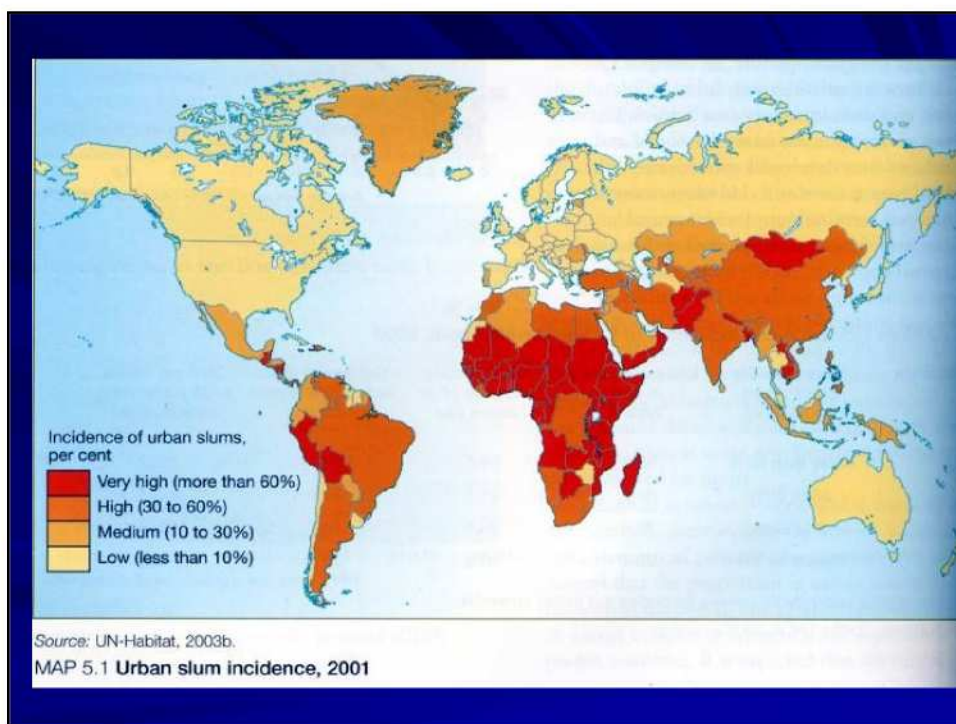 Incidence of urban slums,
per cent
Very high (more than 60%)
High (30 to 60%)
Medium (10 to 30%)
Low (less than 10%)
Source: UN-Habitat, 2003b.
MAP 5.1 Urban slum incidence, 2001